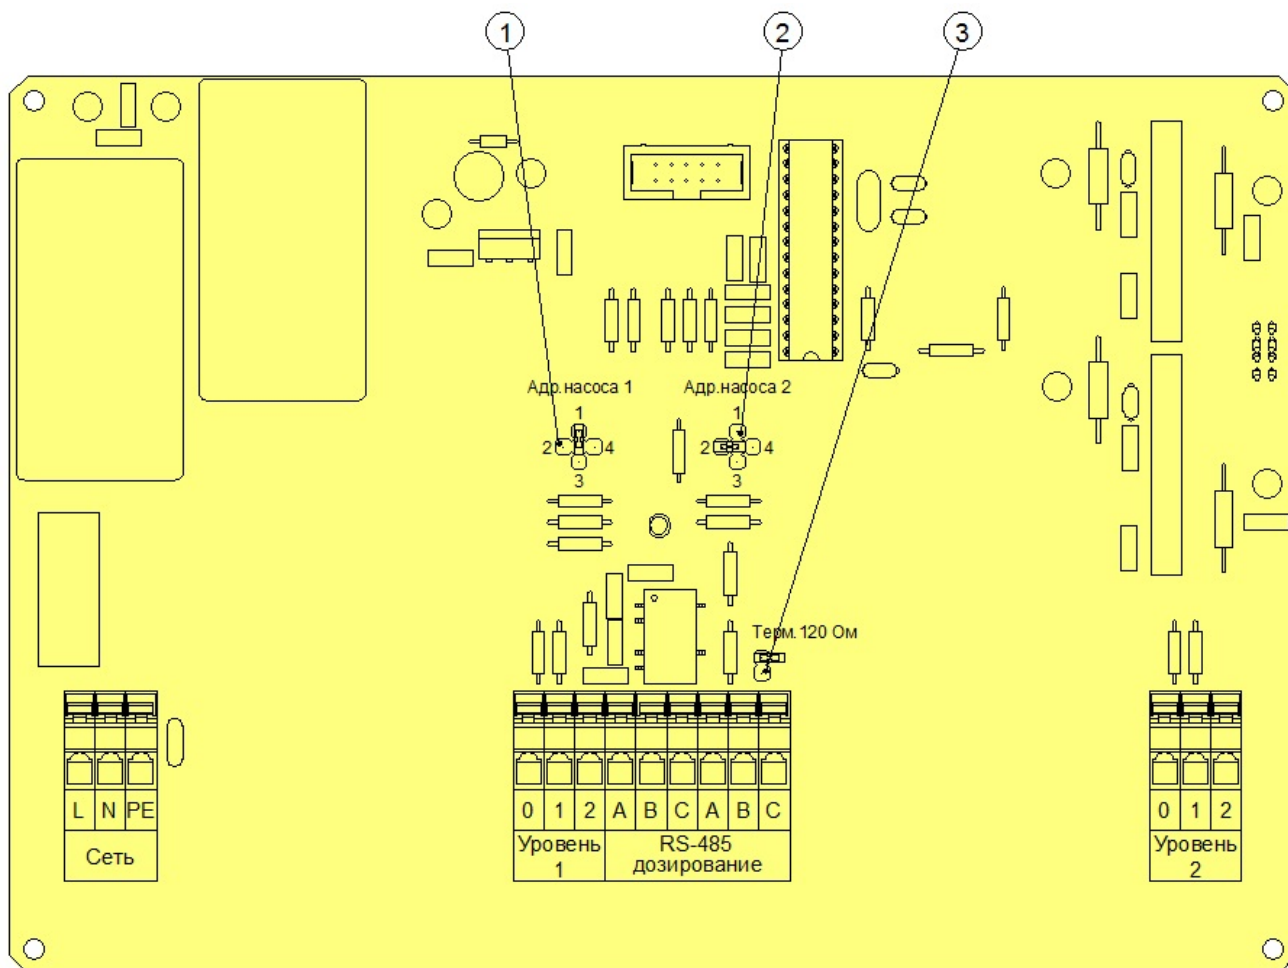 1 2 3
Адр.насоса 1 Адр.насоса 2
1 1
2 4 2 4
3 3
Терм.120 Ом
L N PE 0 1 2 A B C A B C 0 1 2
Сеть Уровень RS-485 Уровень
1 дозирование 2